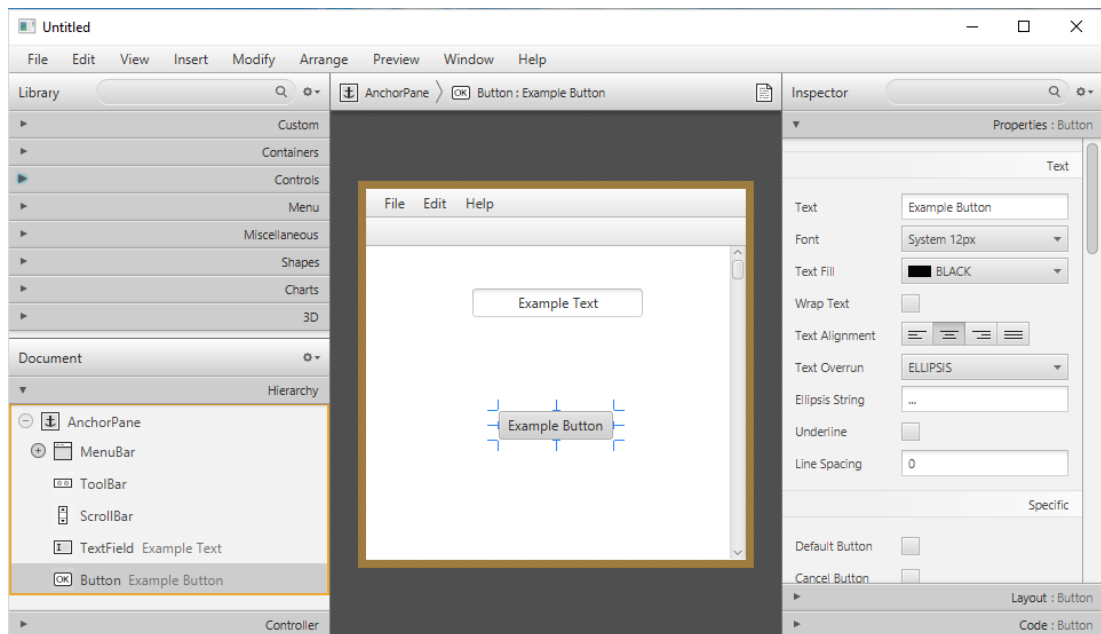 Untitled
File Edit View Insert Modify Arrange Preview Window Help
Library
Custom
Containers
Controls
Menu
Miscellaneous
Shapes
Charts
3D
Document
Hierarchy
AnchorPane
MenuBar
ToolBar
ScrollBar
TextField Example Text
OK Button Example Button
Controller
AnchorPane OK Button : Example Button
File Edit Help
Example Text
Example Button
Inspector
Properties : Button
Text
Text Example Button
Font System 12px
Text Fill BLACK
Wrap Text
Text Alignment
Text Overrun ELLIPSIS
Ellipsis String ...
Underline
Line Spacing 0
Specific
Default Button
Cancel Button
Layout : Button
Code : Button